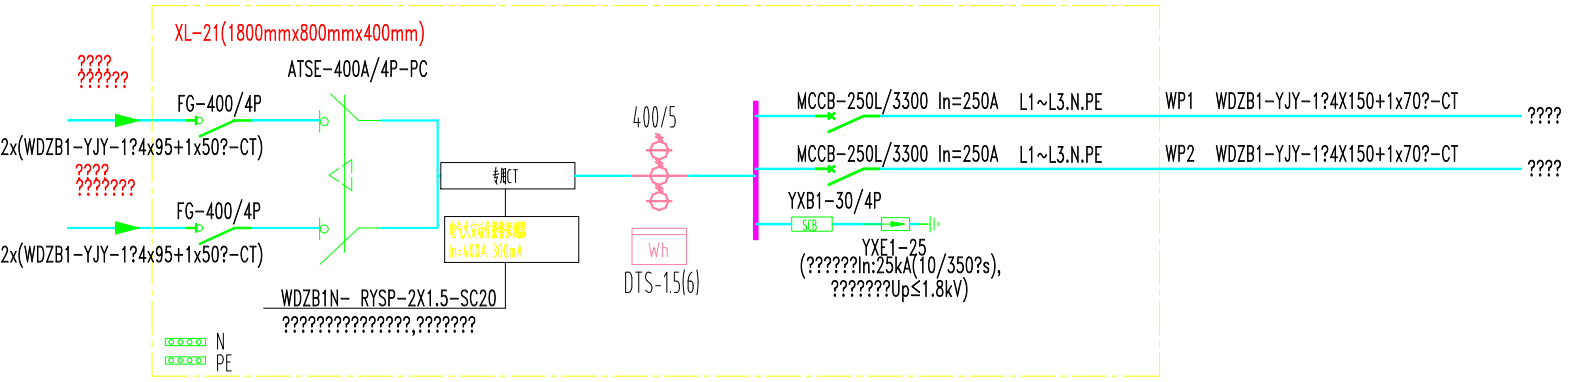 XL-21(1800mmx800mmx400mm)
????
??????
ATSE-400A/4P-PC
FG-400/4P
2x(WDZB1-YJY-1?4x95+1x50?-CT)
400/5
MCCB-250L/3300 In=250A L1~L3.N.PE WP1 WDZB1-YJY-1?4X150+1x70?-CT ????
MCCB-250L/3300 In=250A L1~L3.N.PE WP2 WDZB1-YJY-1?4X150+1x70?-CT ????
????
???????
专用CT
FG-400/4P
2x(WDZB1-YJY-1?4x95+1x50?-CT)
YXB1-30/4P
SCB
In=400A 300mA
Wh
DTS-1.5(6)
YXE1-25
(??????In:25kA(10/350?s),
???????Up≤1.8kV)
WDZB1N- RYSP-2X1.5-SC20
???????????????,???????
N
PE